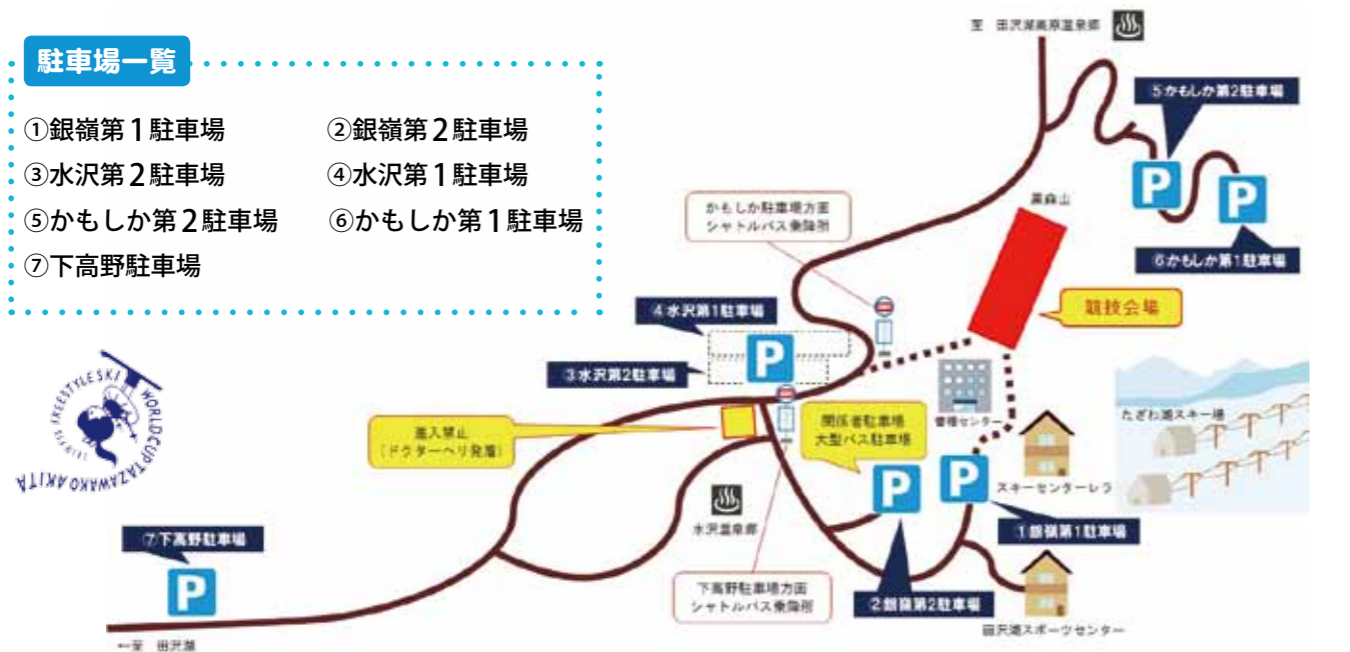 駐車場一覧
①銀嶺第1駐車場
②銀嶺第2駐車場
③水沢第2駐車場
④水沢第1駐車場
⑤かもしか第2駐車場
⑥かもしか第1駐車場
⑦下高野駐車場
至 田沢湖高原温泉郷
5かもしか第2駐車場
黒森山
⑥かもしか第1駐車場
かもしか駐車場方面
シャトルバス乗降所
競技会場
4水沢第1駐車場
③水沢第2駐車場
管理センター
たざわ湖スキー場
進入禁止
(ドクターヘリ発着)
関係者駐車場
大型バス駐車場
スキーセンターレラ
水沢温泉郷
①銀嶺第1駐車場
⑦下高野駐車場
下高野駐車場方面
シャトルバス乗降所
2銀嶺第2駐車場
田沢湖スポーツセンター
←至 田沢湖
P
P
P
P
P
P
FREESTYLE SKI WORLDCUP TAZAWAKO AKITA